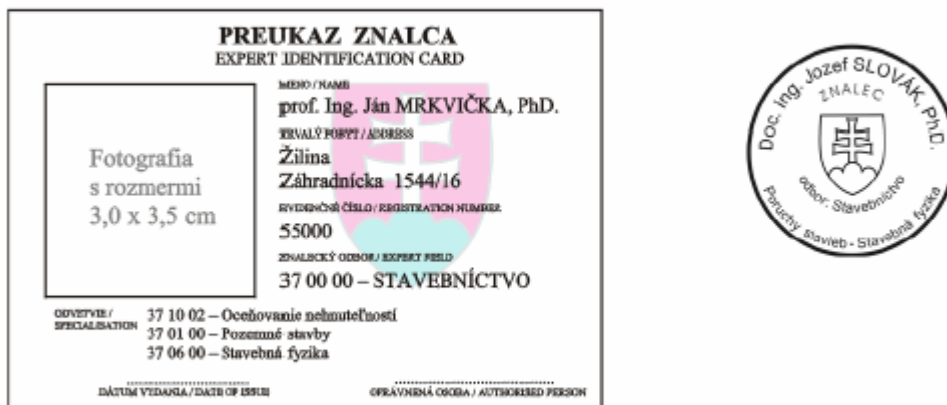 PREUKAZ ZNALCA
EXPERT IDENTIFICATION CARD
MENO / NAME
prof. Ing. Ján MRKVIČKA, PhD.
TRVALÝ POBYT / ADDRESS
Žilina
Záhradnícka 1544/16
EVIDENČNÉ ČÍSLO / REGISTRATION NUMBER
55000
ZNALECKÝ ODBOR / EXPERT FIELD
37 00 00 – STAVEBNÍCTVO
Fotografia
s rozmermi
3,0 x 3,5 cm
ODVETVIE /
SPECIALISATION
37 10 02 – Oceňovanie nehnuteľností
37 01 00 – Pozemné stavby
37 06 00 – Stavebná fyzika
DÁTUM VYDANIA / DATE OF ISSUE
OPRÁVNENÁ OSOBA / AUTHORISED PERSON
Doc. Ing. Jozef SLOVÁK, Ph.D.
ZNALEC
odbor: Stavebníctvo
Poruchy stavieb - Stavebná fyzika